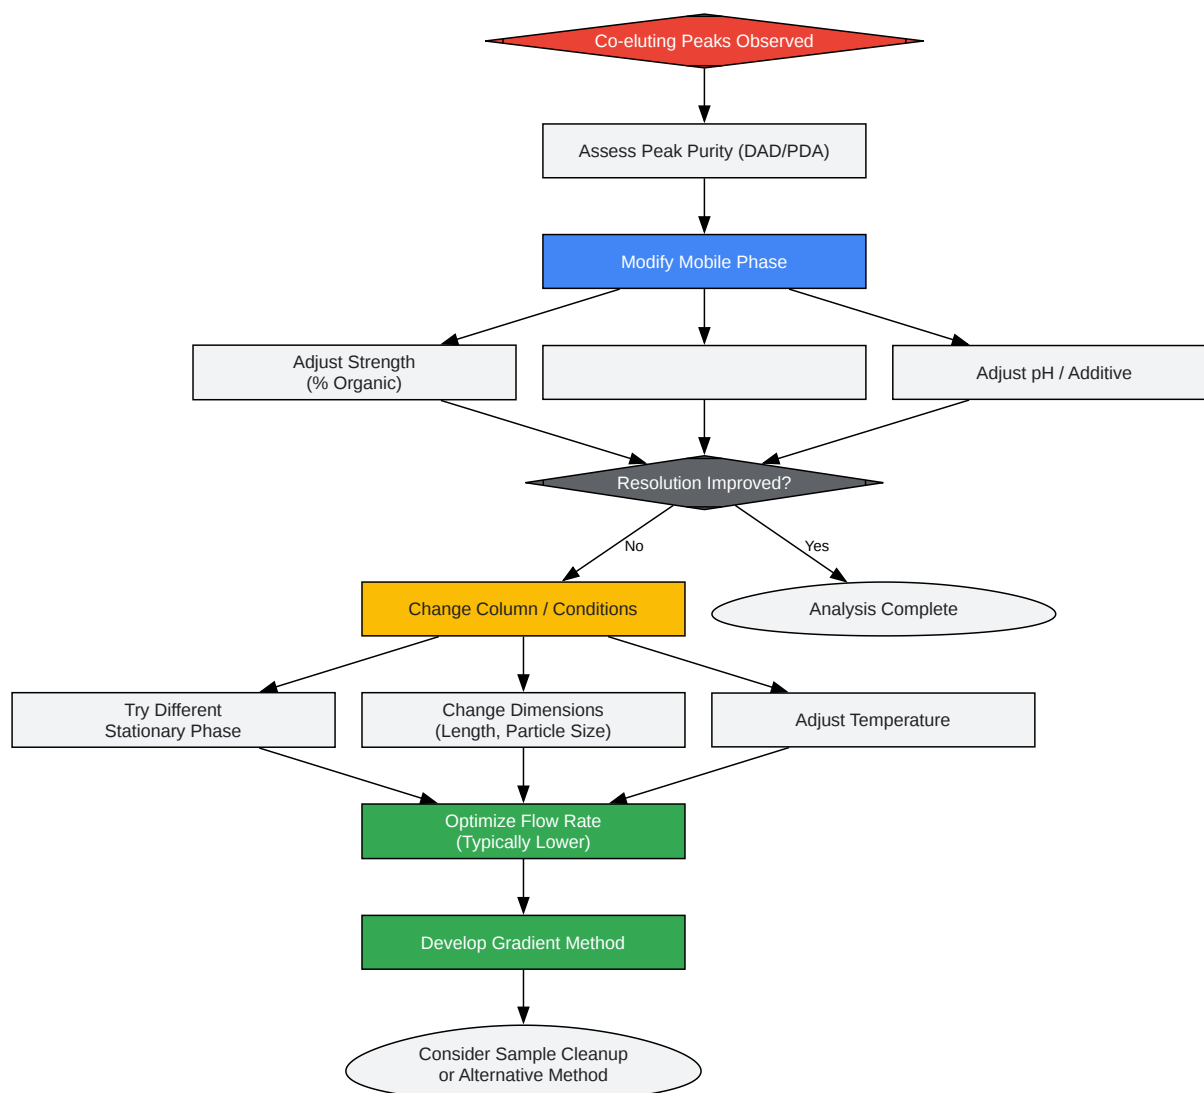 Co-eluting Peaks Observed
Assess Peak Purity (DAD/PDA)
Modify Mobile Phase
Adjust Strength
(% Organic)
Adjust pH / Additive
Resolution Improved?
No
Yes
Change Column / Conditions
Analysis Complete
Try Different
Stationary Phase
Change Dimensions
(Length, Particle Size)
Adjust Temperature
Optimize Flow Rate
(Typically Lower)
Develop Gradient Method
Consider Sample Cleanup
or Alternative Method